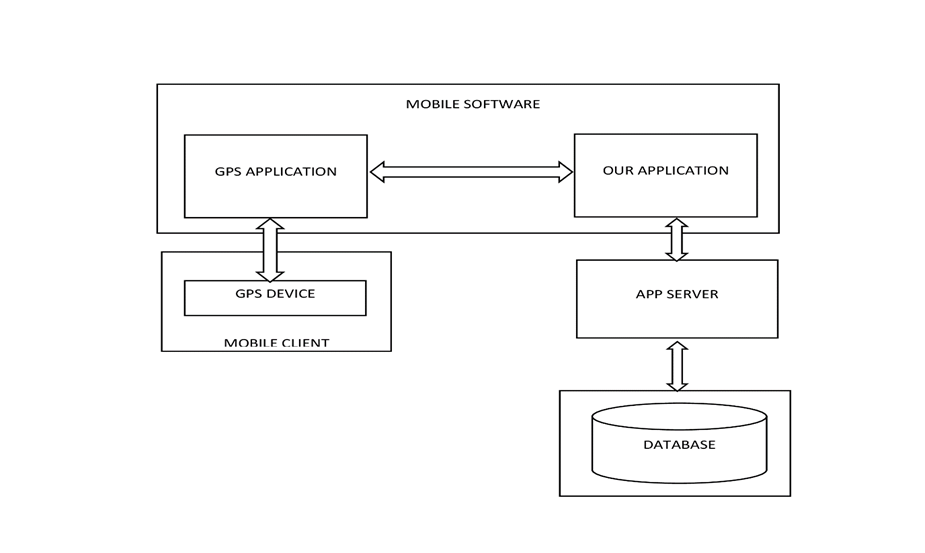 MOBILE SOFTWARE
GPS APPLICATION
OUR APPLICATION
GPS DEVICE
APP SERVER
MOBILE CLIENT
DATABASE